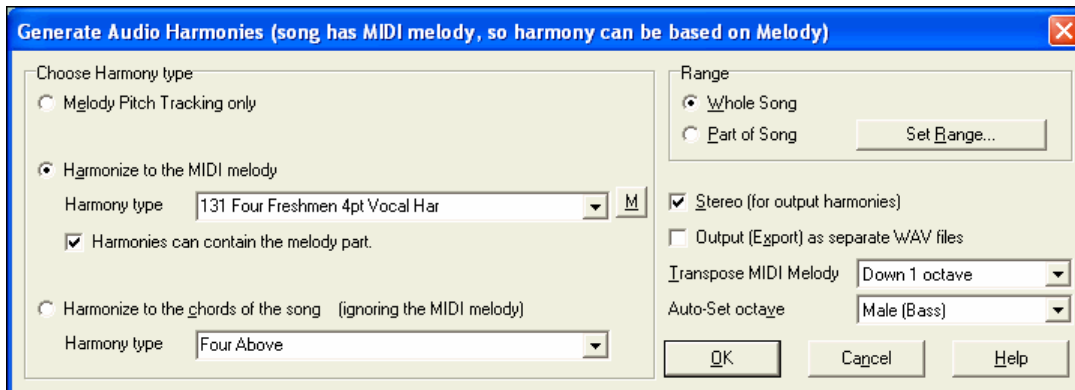 Generate Audio Harmonies (song has MIDI melody, so harmony can be based on Melody)
Choose Harmony type
Melody Pitch Tracking only
Harmonize to the MIDI melody
Harmony type 131 Four Freshmen 4pt Vocal Har M
Harmonies can contain the melody part.
Harmonize to the chords of the song (ignoring the MIDI melody)
Harmony type Four Above
Range
Whole Song
Part of Song Set Range...
Stereo (for output harmonies)
Output (Export) as separate WAV files
Transpose MIDI Melody Down 1 octave
Auto-Set octave Male (Bass)
OK Cancel Help